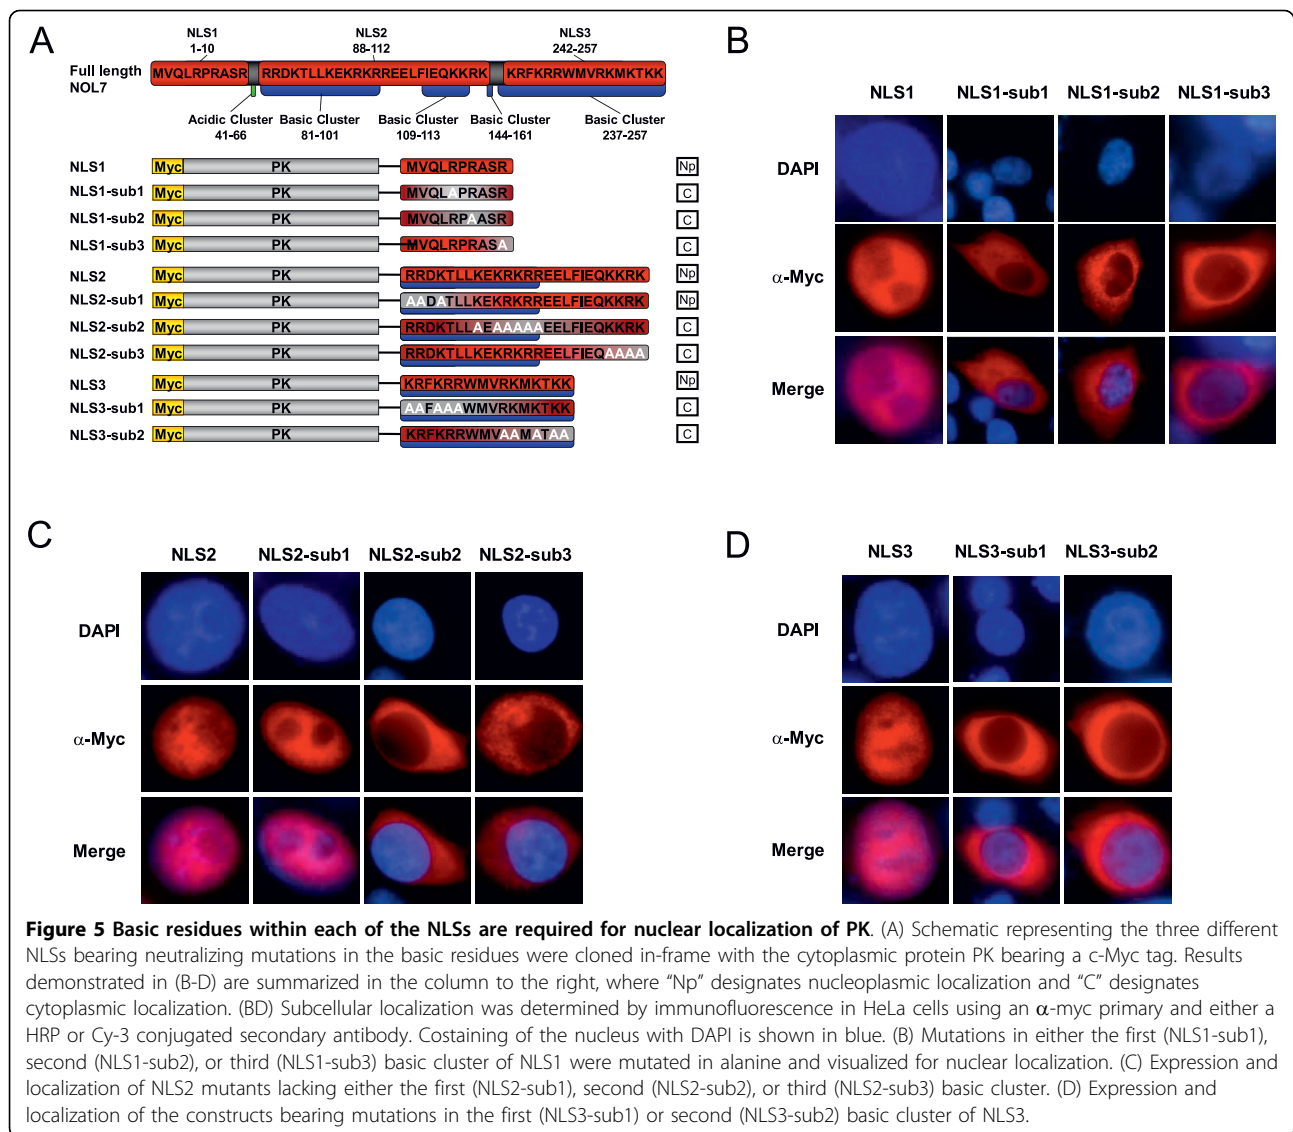 A
NLS1
1-10
NLS2
88-112
NLS3
242-257
Full length
NOL7
MVQLRPRASR RRDKTLLKEKRKRREELFIEQKKRK KRFKRRWMVRKMKTKK
Acidic Cluster
41-66
Basic Cluster
81-101
Basic Cluster
109-113
Basic Cluster
144-161
Basic Cluster
237-257
NLS1 Myc PK MVQLRPRASR Np
NLS1-sub1 Myc PK MVQLAPRASR C
NLS1-sub2 Myc PK MVQLRPAASR C
NLS1-sub3 Myc PK MVQLRPRASA C
NLS2 Myc PK RRDKTLLKEKRKRREELFIEQKKRK Np
NLS2-sub1 Myc PK AADATLLKEKRKRREELFIEQKKRK Np
NLS2-sub2 Myc PK RRDKTLLAEAAAAAEELFIEQKKRK C
NLS2-sub3 Myc PK RRDKTLLKEKRKRREELFIEQAAAA C
NLS3 Myc PK KRFKRRWMVRKMKTKK Np
NLS3-sub1 Myc PK AAFAAAWMVRKMKTKK C
NLS3-sub2 Myc PK KRFKRRWMVAAMATAA C
B
NLS1 NLS1-sub1 NLS1-sub2 NLS1-sub3
DAPI
α-Myc
Merge
C
NLS2 NLS2-sub1 NLS2-sub2 NLS2-sub3
DAPI
α-Myc
Merge
D
NLS3 NLS3-sub1 NLS3-sub2
DAPI
α-Myc
Merge
Figure 5 Basic residues within each of the NLSs are required for nuclear localization of PK. (A) Schematic representing the three different
NLSs bearing neutralizing mutations in the basic residues were cloned in-frame with the cytoplasmic protein PK bearing a c-Myc tag. Results
demonstrated in (B-D) are summarized in the column to the right, where “Np” designates nucleoplasmic localization and “C” designates
cytoplasmic localization. (BD) Subcellular localization was determined by immunofluorescence in HeLa cells using an α-myc primary and either a
HRP or Cy-3 conjugated secondary antibody. Costaining of the nucleus with DAPI is shown in blue. (B) Mutations in either the first (NLS1-sub1),
second (NLS1-sub2), or third (NLS1-sub3) basic cluster of NLS1 were mutated in alanine and visualized for nuclear localization. (C) Expression and
localization of NLS2 mutants lacking either the first (NLS2-sub1), second (NLS2-sub2), or third (NLS2-sub3) basic cluster. (D) Expression and
localization of the constructs bearing mutations in the first (NLS3-sub1) or second (NLS3-sub2) basic cluster of NLS3.